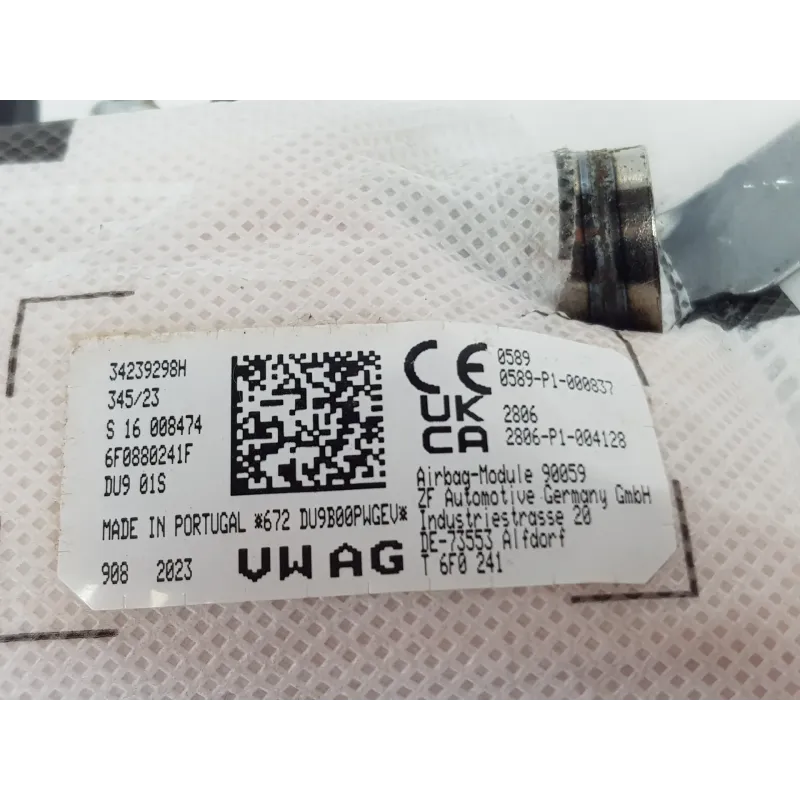 34239298H
345/23
S 16 008474
6F0880241F
DU9 01S
MADE IN PORTUGAL *672 DU9B00PWGEV*
908 2023
VW AG
CE 0589
0589-P1-000837
UK
CA
2806
2806-P1-004128
Airbag-Module 90059
ZF Automotive Germany GmbH
Industriestrasse 20
DE-73553 Alfdorf
T 6F0 241